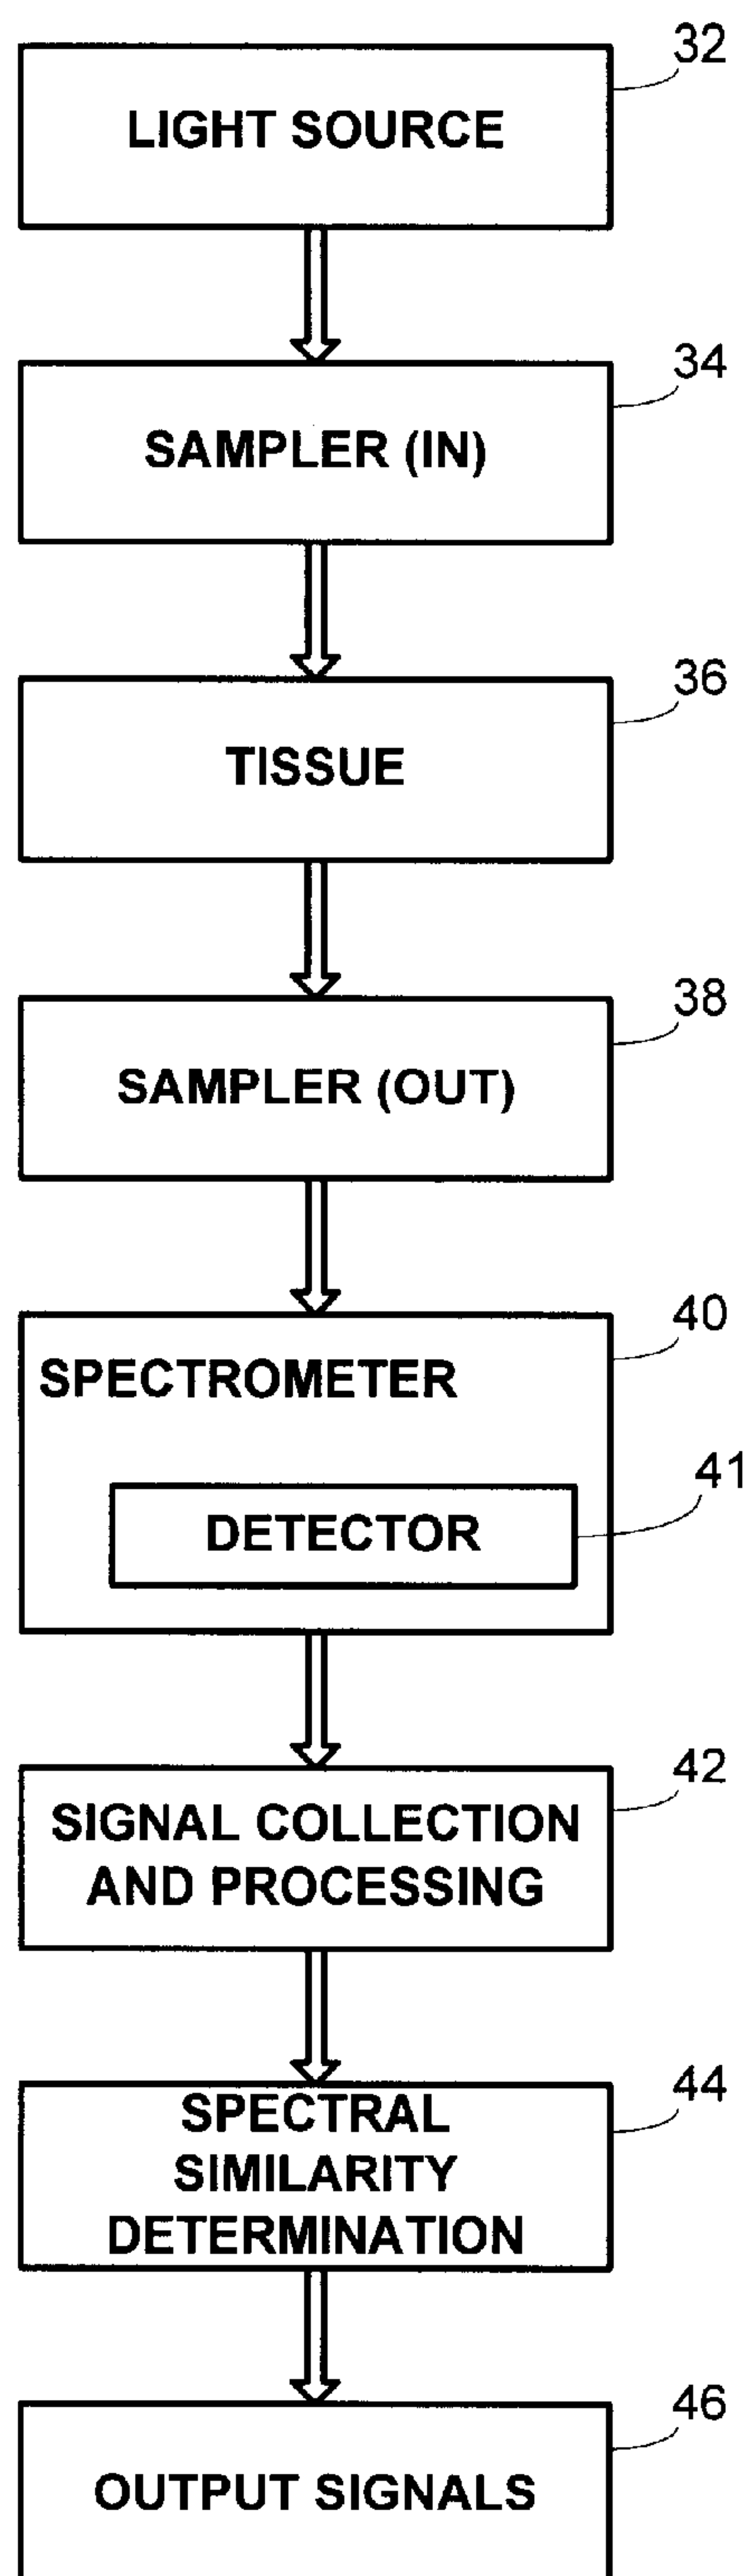 32
LIGHT SOURCE
34
SAMPLER (IN)
36
TISSUE
38
SAMPLER (OUT)
40
SPECTROMETER
41
DETECTOR
42
SIGNAL COLLECTION
AND PROCESSING
44
SPECTRAL
SIMILARITY
DETERMINATION
46
OUTPUT SIGNALS